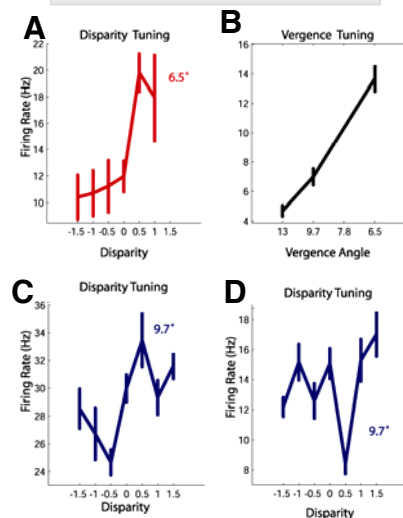 A
Disparity Tuning
22
20
18
16
14
12
10
Firing Rate (Hz)
6.5°
-1.5 -1 -0.5 0 0.5 1 1.5
Disparity
B
Vergence Tuning
16
14
12
10
8
6
4
Firing Rate (Hz)
13 9.7 7.8 6.5
Vergence Angle
C
Disparity Tuning
36
34
32
30
28
26
24
Firing Rate (Hz)
9.7°
-1.5 -1 -0.5 0 0.5 1 1.5
Disparity
D
Disparity Tuning
18
16
14
12
10
8
Firing Rate (Hz)
9.7°
-1.5 -1 -0.5 0 0.5 1 1.5
Disparity